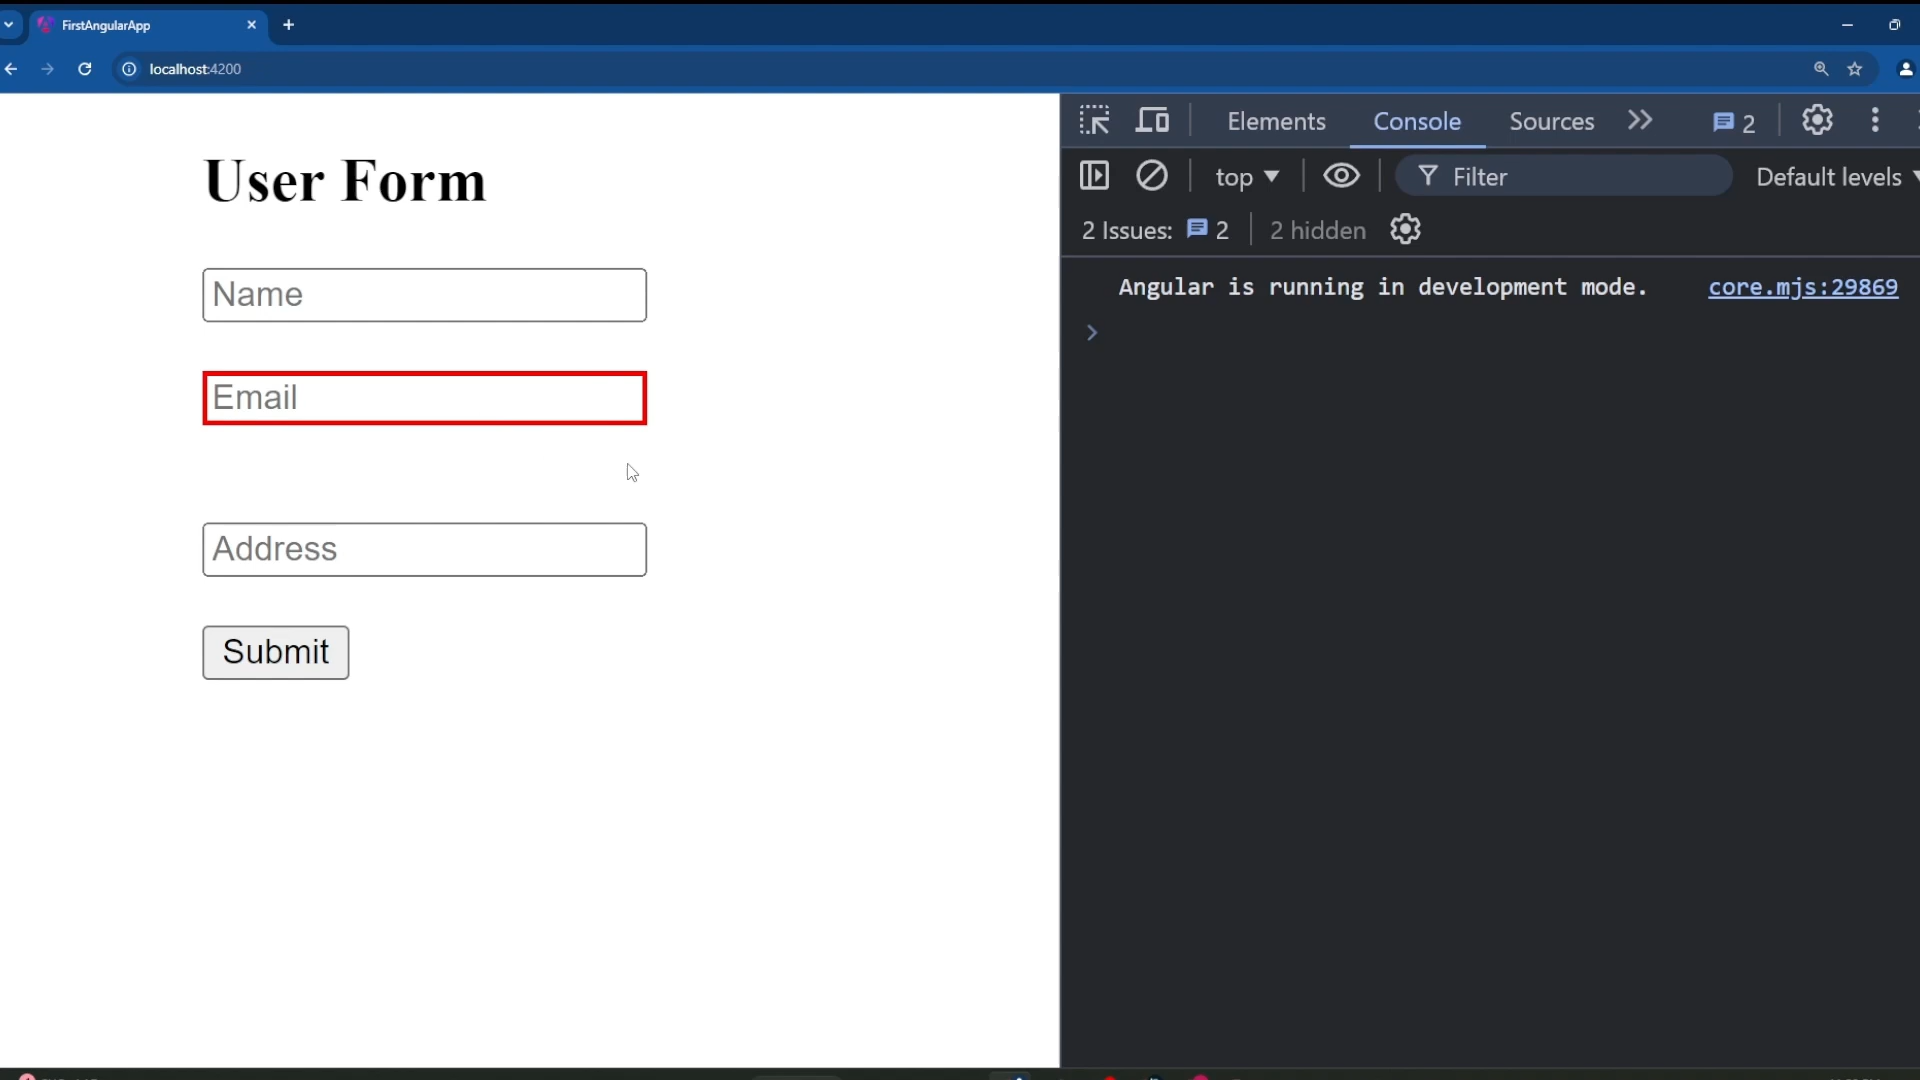 FirstAngularApp
localhost:4200
User Form
Name
Email
Address
Submit
Elements Console Sources 2
top Filter Default levels
2 Issues: 2 2 hidden
Angular is running in development mode. core.mjs:29869